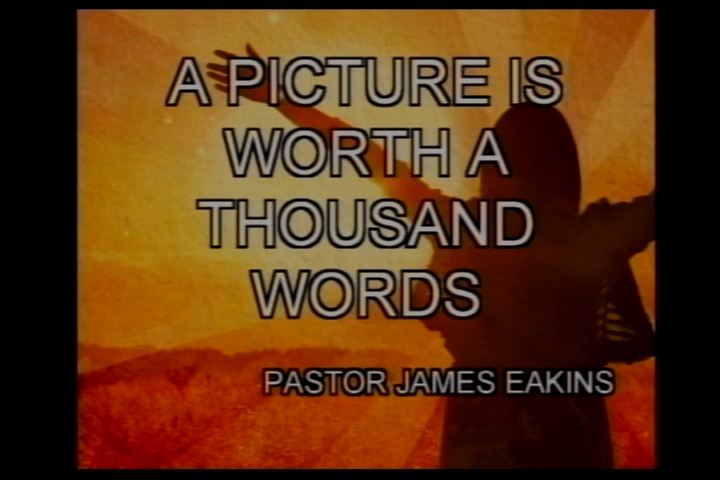 A PICTURE IS
WORTH A
THOUSAND
WORDS
PASTOR JAMES EAKINS